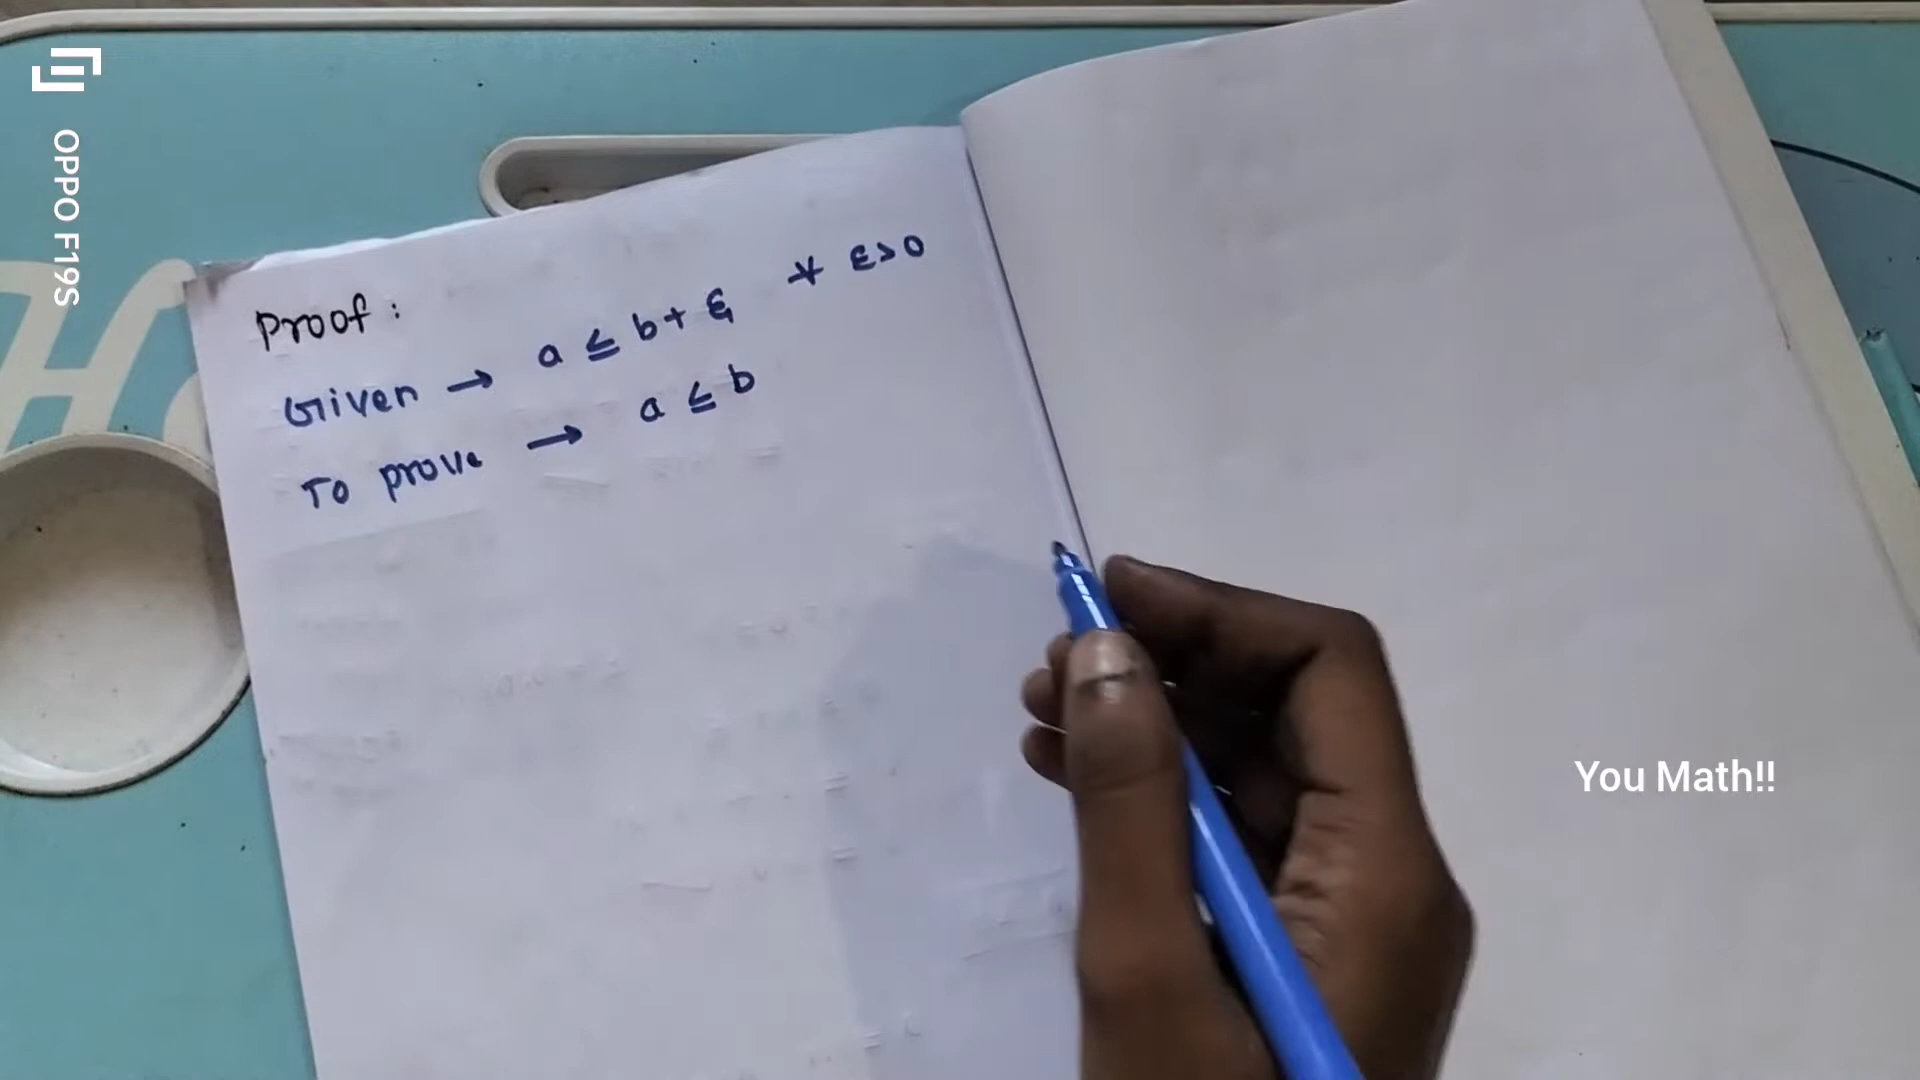 OPPO F19S
Proof :
Given → a ≤ b + ε ∀ ε > 0
To prove → a ≤ b
You Math!!